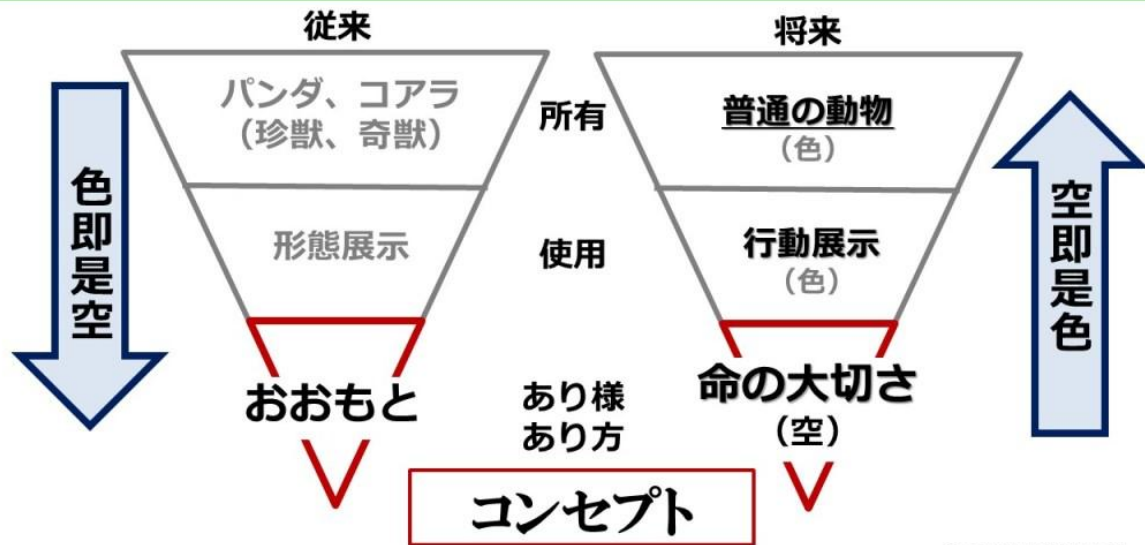 従来
将来
パンダ、コアラ
(珍獣、奇獣)
所有
普通の動物
(色)
色即是空
空即是色
形態展示
使用
行動展示
(色)
おおもと
あり様
あり方
命の大切さ
(空)
コンセプト